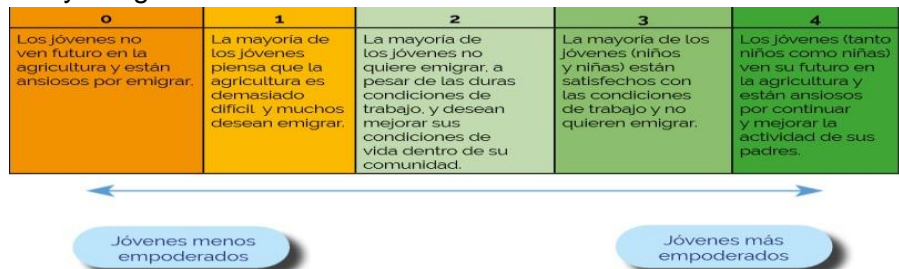 0
1
2
3
4
Los jóvenes no
ven futuro en la
agricultura y están
ansiosos por emigrar.
La mayoría de
los jóvenes
piensa que la
agricultura es
demasiado
difícil y muchos
desean emigrar.
La mayoría de
los jóvenes no
quiere emigrar, a
pesar de las duras
condiciones de
trabajo, y desean
mejorar sus
condiciones de
vida dentro de su
comunidad.
La mayoría de los
jóvenes (niños
y niñas) están
satisfechos con
las condiciones
de trabajo y no
quieren emigrar.
Los jóvenes (tanto
niños como niñas)
ven su futuro en
la agricultura y
están ansiosos
por continuar
y mejorar la
actividad de sus
padres.
Jóvenes menos
empoderados
Jóvenes más
empoderados